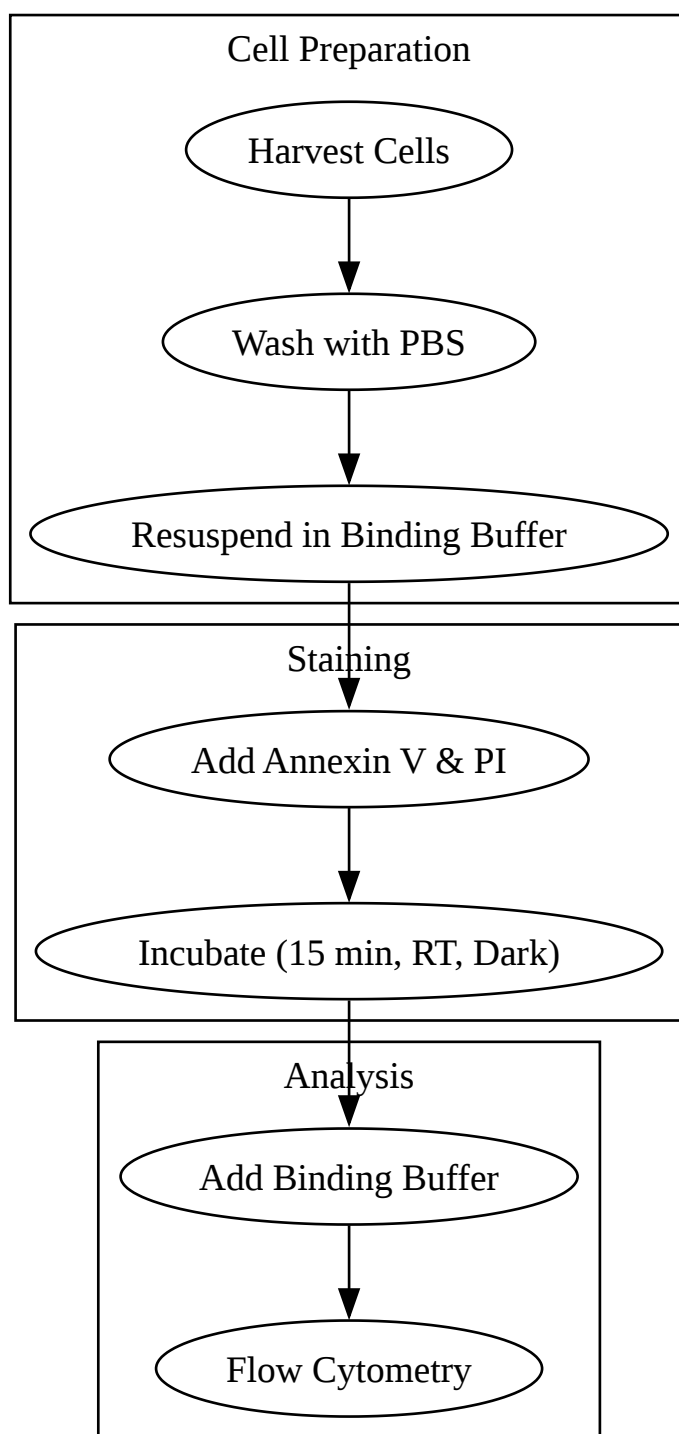 Cell Preparation
Harvest Cells
Wash with PBS
Resuspend in Binding Buffer
Staining
Add Annexin V & PI
Incubate (15 min, RT, Dark)
Analysis
Add Binding Buffer
Flow Cytometry